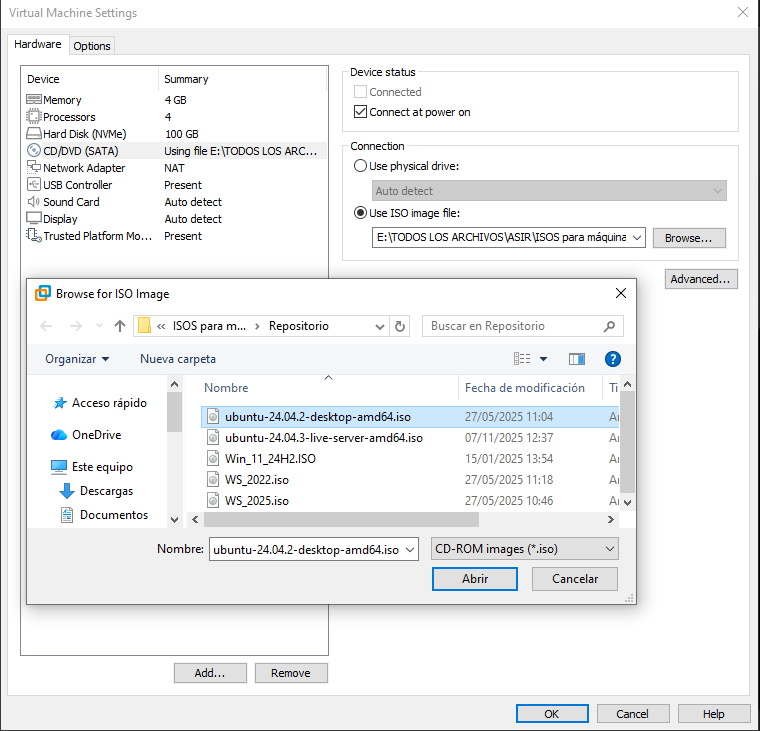 Virtual Machine Settings
Hardware Options
Device Summary
Memory 4 GB
Processors 4
Hard Disk (NVMe) 100 GB
CD/DVD (SATA) Using file E:\TODOS LOS ARC...
Network Adapter NAT
USB Controller Present
Sound Card Auto detect
Display Auto detect
Trusted Platform Mo... Present
Device status
Connected
Connect at power on
Connection
Use physical drive:
Auto detect
Use ISO image file:
E:\TODOS LOS ARCHIVOS\ASIR\ISOS para máquina Browse...
Advanced...
Browse for ISO Image
« ISOS para m... › Repositorio Buscar en Repositorio
Organizar Nueva carpeta
Acceso rápido
OneDrive
Este equipo
Descargas
Documentos
Nombre Fecha de modificación Ti
ubuntu-24.04.2-desktop-amd64.iso 27/05/2025 11:04 Ar
ubuntu-24.04.3-live-server-amd64.iso 07/11/2025 12:37 Ar
Win_11_24H2.ISO 15/01/2026 13:54 Ar
WS_2022.iso 27/05/2025 11:18 Ar
WS_2025.iso 27/05/2025 10:46 Ar
Nombre: ubuntu-24.04.2-desktop-amd64.iso CD-ROM images (*.iso)
Abrir Cancelar
Add... Remove
OK Cancel Help